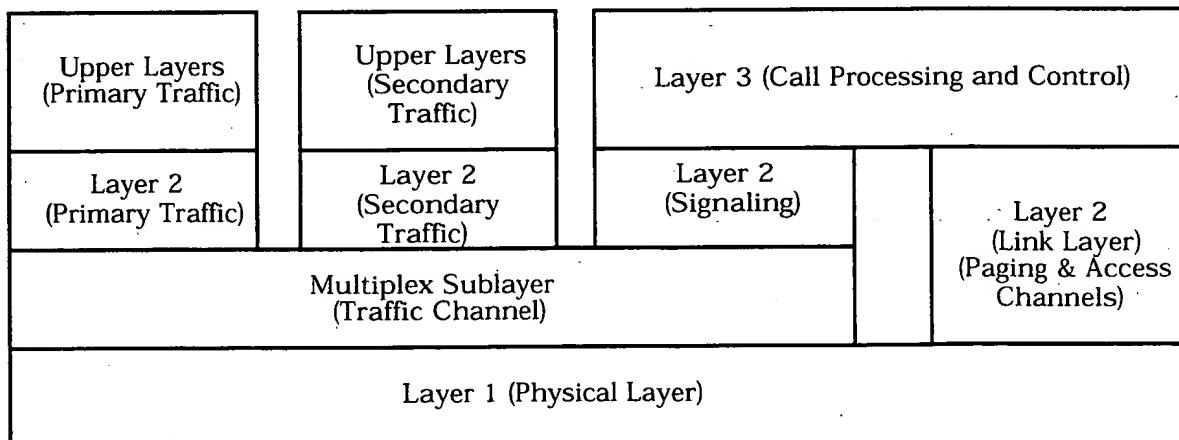 Upper Layers
(Primary Traffic)
Upper Layers
(Secondary
Traffic)
Layer 3 (Call Processing and Control)
Layer 2
(Primary Traffic)
Layer 2
(Secondary
Traffic)
Layer 2
(Signaling)
Layer 2
(Link Layer)
(Paging & Access
Channels)
Multiplex Sublayer
(Traffic Channel)
Layer 1 (Physical Layer)